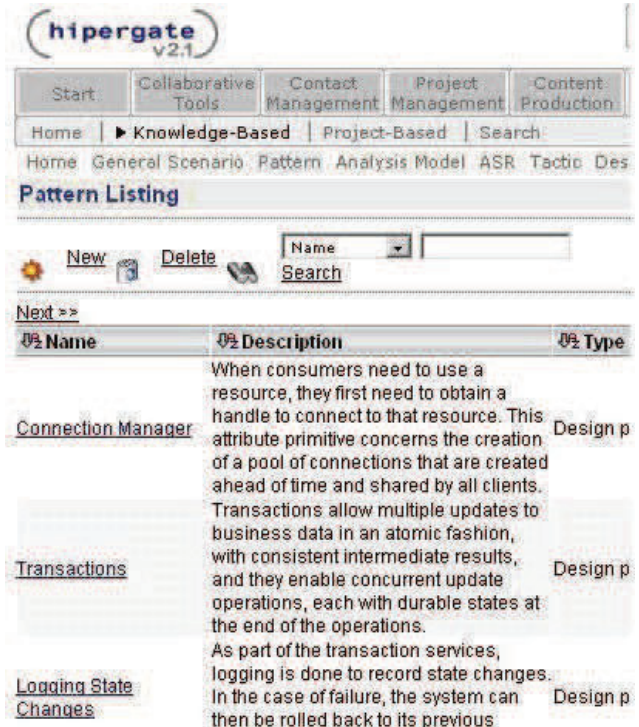 hipergate
v2.1
Start Collaborative Tools Contact Management Project Management Content Production
Home | Knowledge-Based | Project-Based | Search
Home General Scenario Pattern Analysis Model ASR Tactic Des
Pattern Listing
New Delete Name
Search
Next >>
Name Description Type
When consumers need to use a
resource, they first need to obtain a
handle to connect to that resource. This
Connection Manager attribute primitive concerns the creation Design p
of a pool of connections that are created
ahead of time and shared by all clients.
Transactions allow multiple updates to
business data in an atomic fashion,
with consistent intermediate results,
Transactions and they enable concurrent update Design p
operations, each with durable states at
the end of the operations.
As part of the transaction services,
logging is done to record state changes.
Logging State Changes In the case of failure, the system can Design p
then be rolled back to its previous